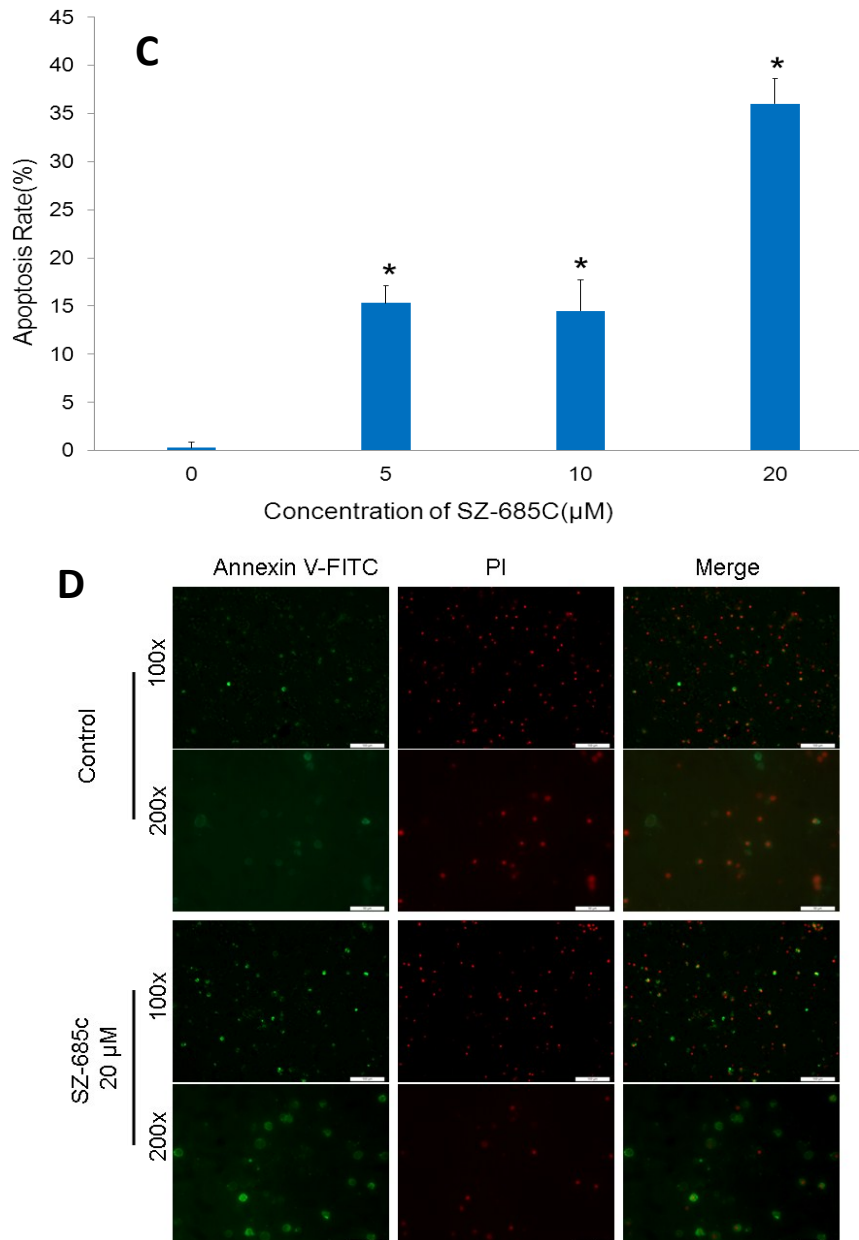 C
45
40
35
30
25
20
15
10
5
0
Apoptosis Rate(%)
*
*
*
0 5 10 20
Concentration of SZ-685C(µM)
D
Annexin V-FITC PI Merge
Control
100x
200x
SZ-685c
20 µM
100x
200x